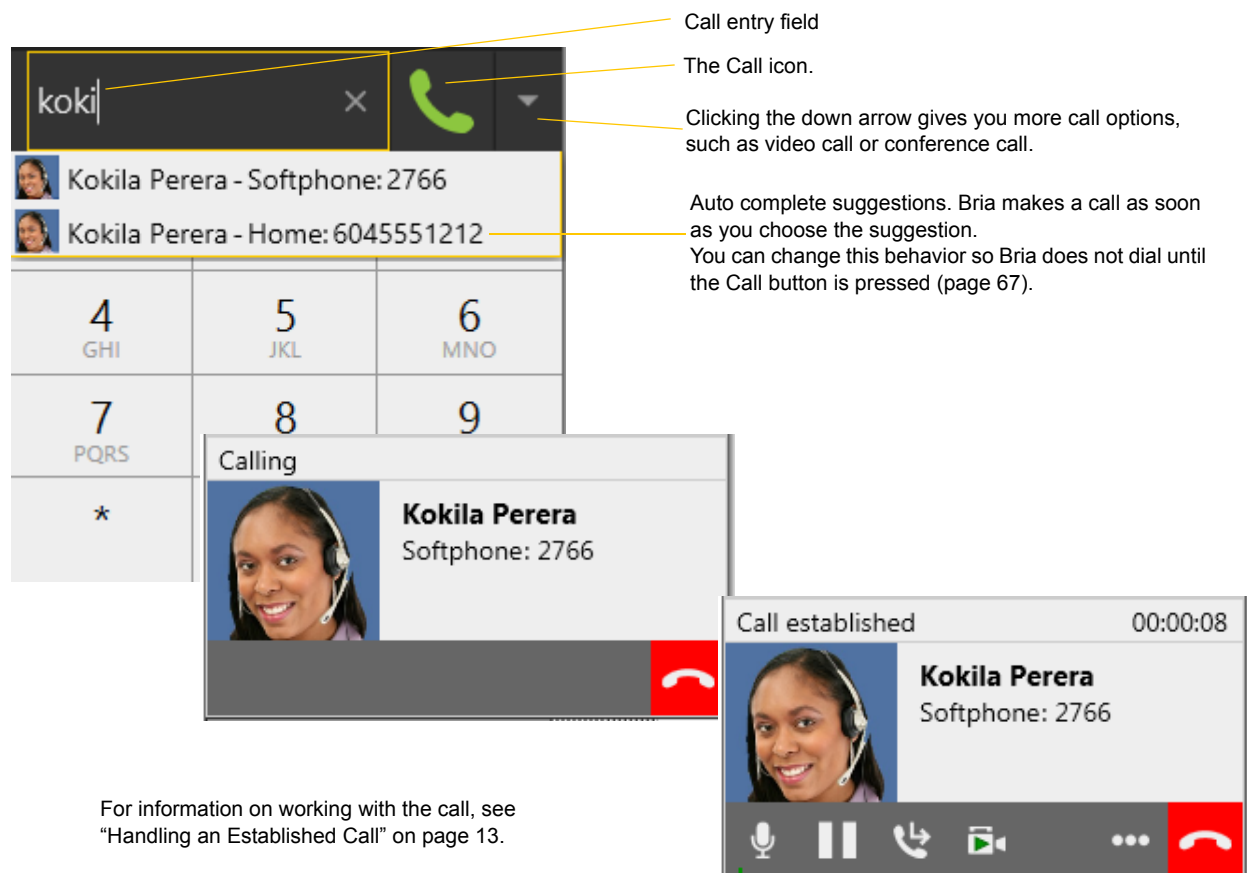 Call entry field
The Call icon.
Clicking the down arrow gives you more call options,
such as video call or conference call.
Auto complete suggestions. Bria makes a call as soon
as you choose the suggestion.
You can change this behavior so Bria does not dial until
the Call button is pressed (page 67).
koki
Kokila Perera - Softphone: 2766
Kokila Perera - Home: 6045551212
4 5 6
GHI JKL MNO
7 8 9
PQRS
*
Calling
Kokila Perera
Softphone: 2766
Call established 00:00:08
Kokila Perera
Softphone: 2766
For information on working with the call, see
“Handling an Established Call” on page 13.